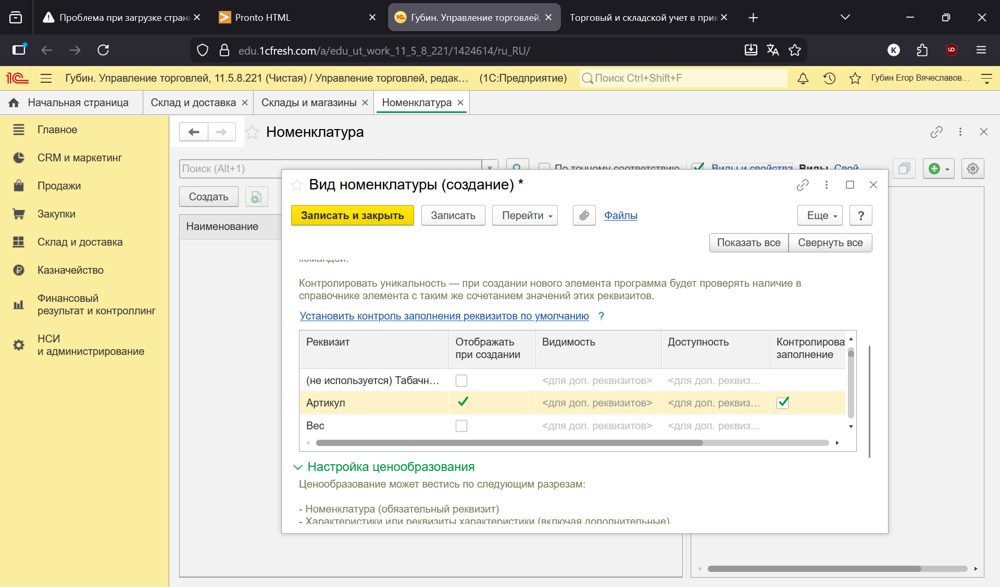 Проблема при загрузке страни
Pronto HTML
Губин. Управление торговлей,
Торговый и складской учет в прик
edu.1cfresh.com/a/edu_ut_work_11_5_8_221/1424614/ru_RU/
K
1С
Губин. Управление торговлей, 11.5.8.221 (Чистая) / Управление торговлей, редак... (1С:Предприятие)
Поиск Ctrl+Shift+F
Губин Егор Вячеславов...
Начальная страница
Склад и доставка
Склады и магазины
Номенклатура
Главное
CRM и маркетинг
Продажи
Закупки
Склад и доставка
Казначейство
Финансовый
результат и контроллинг
НСИ
и администрирование
Номенклатура
Поиск (Alt+1)
По точному соответствию
Виды и свойства
Виды
Свой
Создать
Наименование
Вид номенклатуры (создание) *
Записать и закрыть
Записать
Перейти
Файлы
Еще
?
Показать все
Свернуть все
командой.
Контролировать уникальность — при создании нового элемента программа будет проверять наличие в
справочнике элемента с таким же сочетанием значений этих реквизитов.
Установить контроль заполнения реквизитов по умолчанию ?
Реквизит
Отображать
при создании
Видимость
Доступность
Контролироват
заполнение
(не используется) Табачн...
<для доп. реквизитов>
<для доп. реквиз...
Артикул
<для доп. реквизитов>
<для доп. реквиз...
Вес
<для доп. реквизитов>
<для доп. реквиз...
Настройка ценообразования
Ценообразование может вестись по следующим разрезам:
- Номенклатура (обязательный реквизит)
- Характеристики или реквизиты характеристики (включая дополнительные)